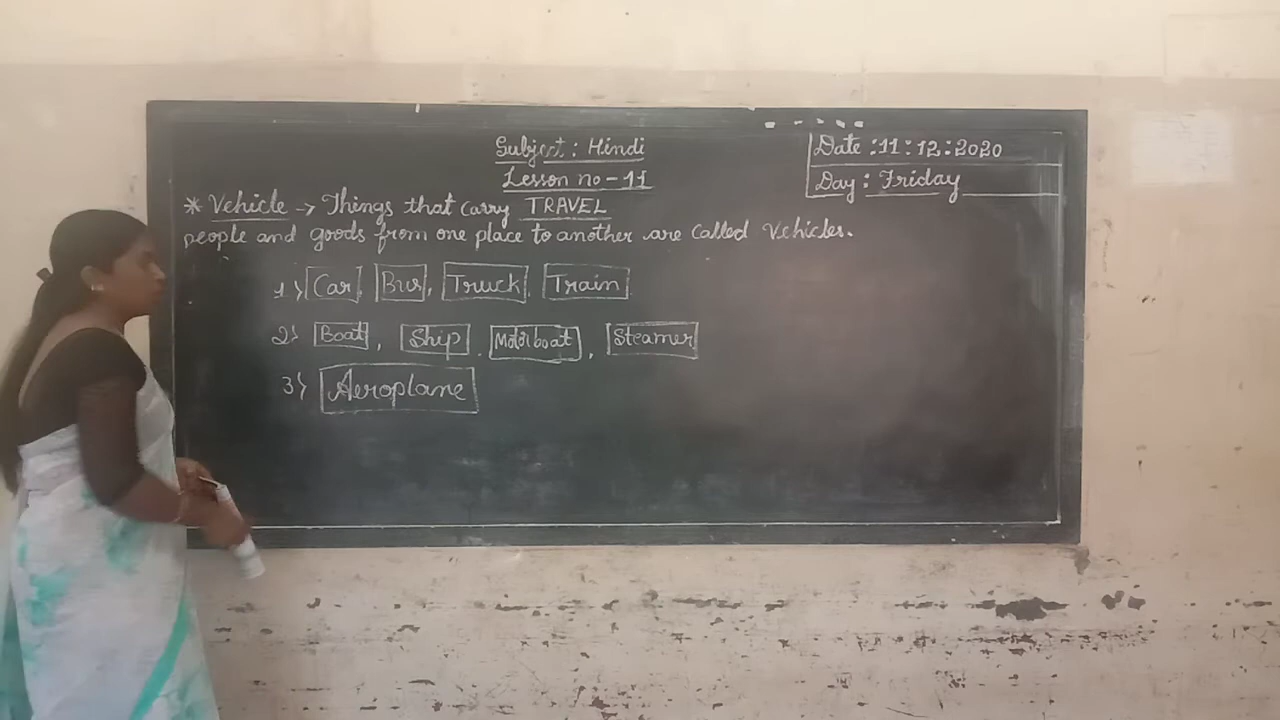 Subject : Hindi
Lesson no - 11
Date : 11 : 12 : 2020
Day : Friday
TRAVEL
* Vehicle → Things that carry
people and goods from one place to another are called Vehicles.
1) Car, Bus, Truck, Train
2) Boat, Ship, Motorboat, Steamer
3) Aeroplane